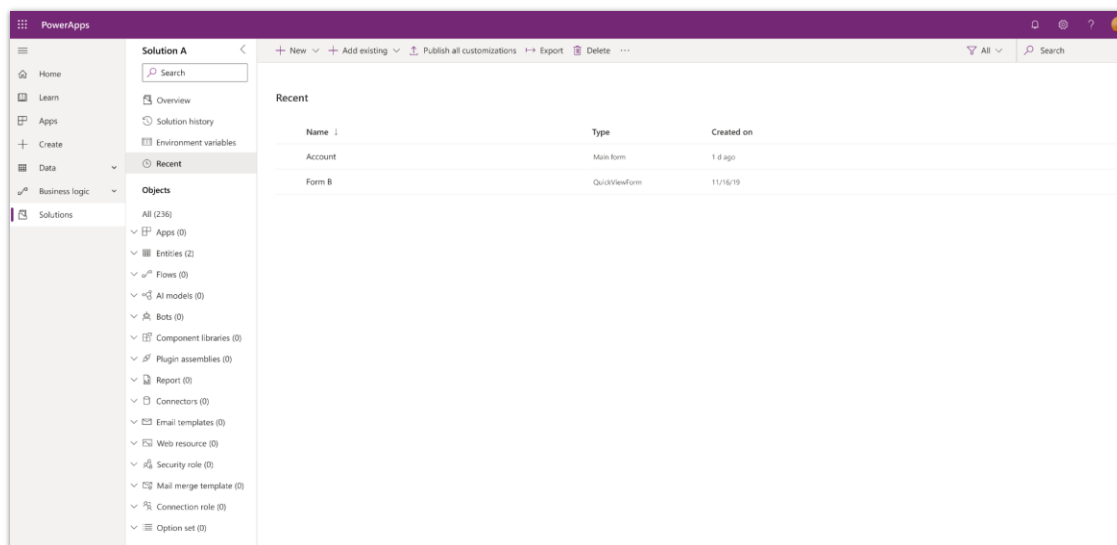 PowerApps
?
Home
Learn
Apps
Create
Data
Business logic
Solutions
Solution A
Search
Overview
Solution history
Environment variables
Recent
Objects
All (236)
Apps (0)
Entities (2)
Flows (0)
AI models (0)
Bots (0)
Component libraries (0)
Plugin assemblies (0)
Report (0)
Connectors (0)
Email templates (0)
Web resource (0)
Security role (0)
Mail merge template (0)
Connection role (0)
Option set (0)
New Add existing Publish all customizations Export Delete ··· All Search
Recent
Name ↓ Type Created on
Account Main form 1 d ago
Form B QuickViewForm 11/16/19